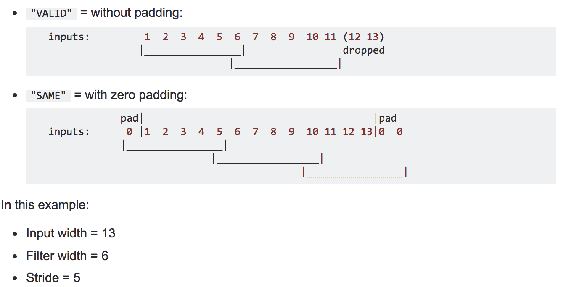 • "VALID" = without padding:
inputs: 1 2 3 4 5 6 7 8 9 10 11 (12 13)
|________________| dropped
|_________________|
• "SAME" = with zero padding:
pad| |pad
inputs: 0 |1 2 3 4 5 6 7 8 9 10 11 12 13|0 0
|________________|
|_________________|
|________________|
In this example:
• Input width = 13
• Filter width = 6
• Stride = 5